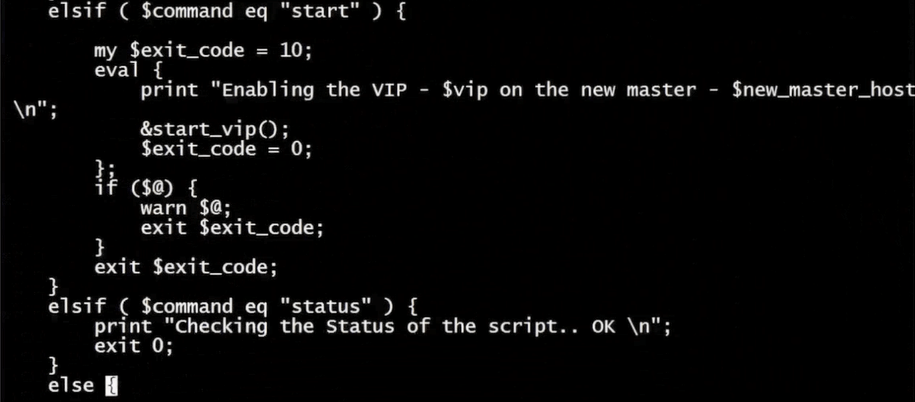 elsif ( $command eq "start" ) {
my $exit_code = 10;
eval {
print "Enabling the VIP - $vip on the new master - $new_master_host
\n";
&start_vip();
$exit_code = 0;
};
if ($@) {
warn $@;
exit $exit_code;
}
exit $exit_code;
}
elsif ( $command eq "status" ) {
print "Checking the Status of the script.. OK \n";
exit 0;
}
else {